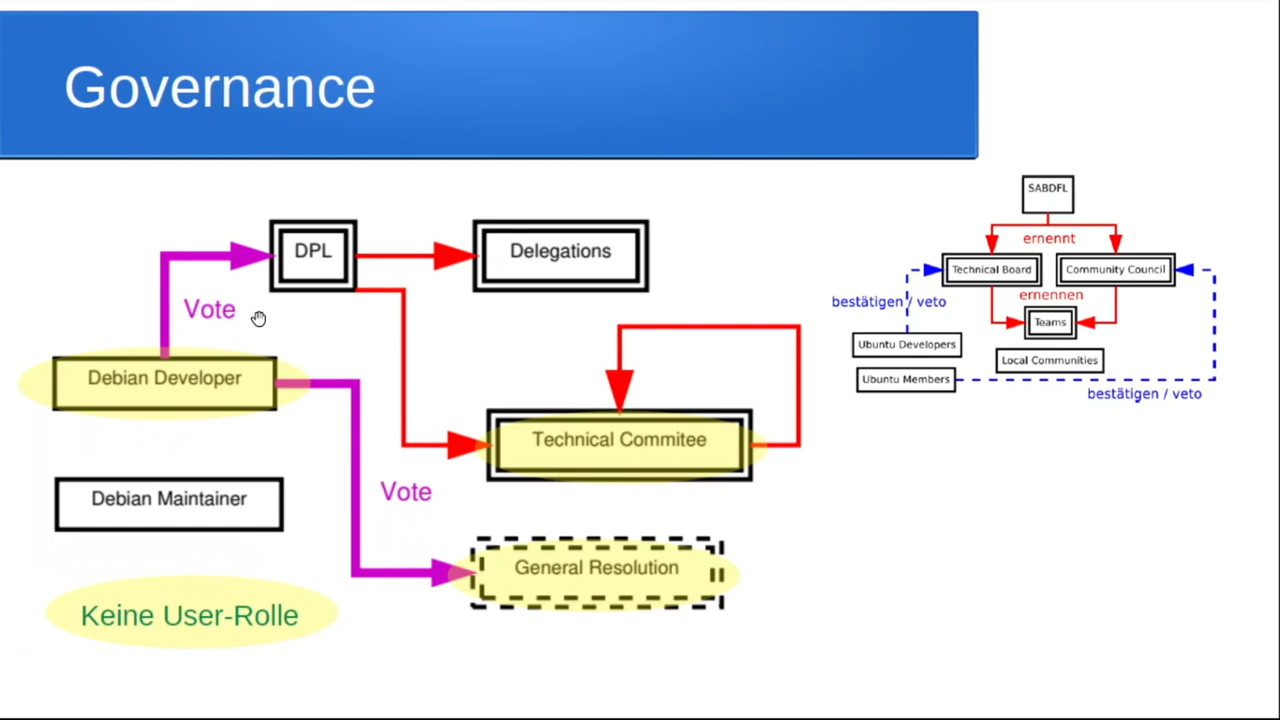 Governance
DPL
Delegations
Vote
Debian Developer
Technical Commitee
Vote
Debian Maintainer
General Resolution
Keine User-Rolle
SABDFL
ernennt
Technical Board
Community Council
bestätigen / veto
ernennen
Teams
Ubuntu Developers
Local Communities
Ubuntu Members
bestätigen / veto